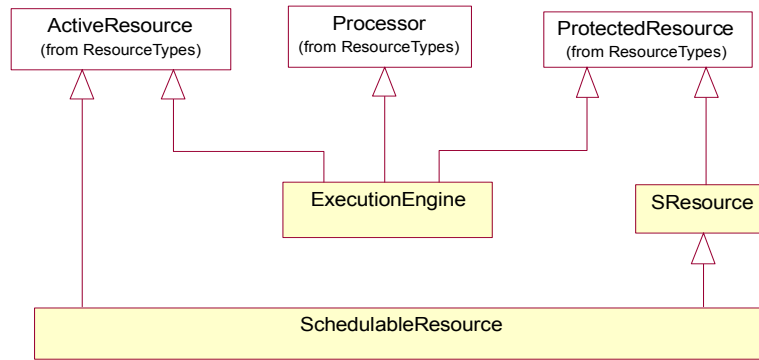 ActiveResource
(from ResourceTypes)
Processor
(from ResourceTypes)
ProtectedResource
(from ResourceTypes)
ExecutionEngine
SResource
SchedulableResource